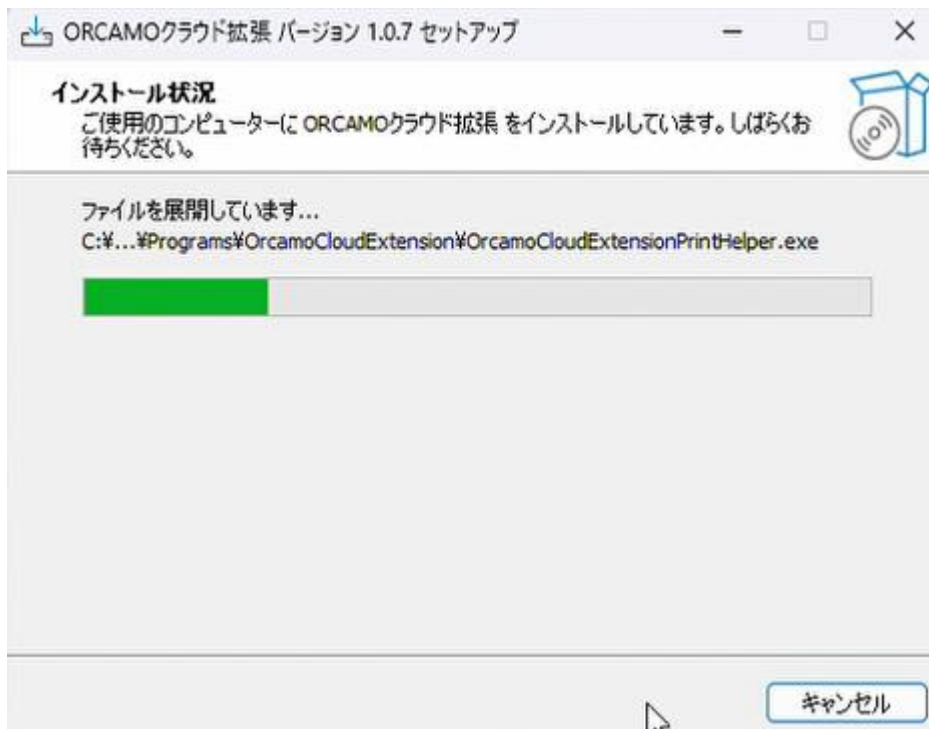 ORCAMOクラウド拡張 バージョン 1.0.7 セットアップ
インストール状況
ご使用のコンピューターに ORCAMOクラウド拡張 をインストールしています。しばらくお
待ちください。
ファイルを展開しています...
C:¥...¥Programs¥OrcamoCloudExtension¥OrcamoCloudExtensionPrintHelper.exe
キャンセル